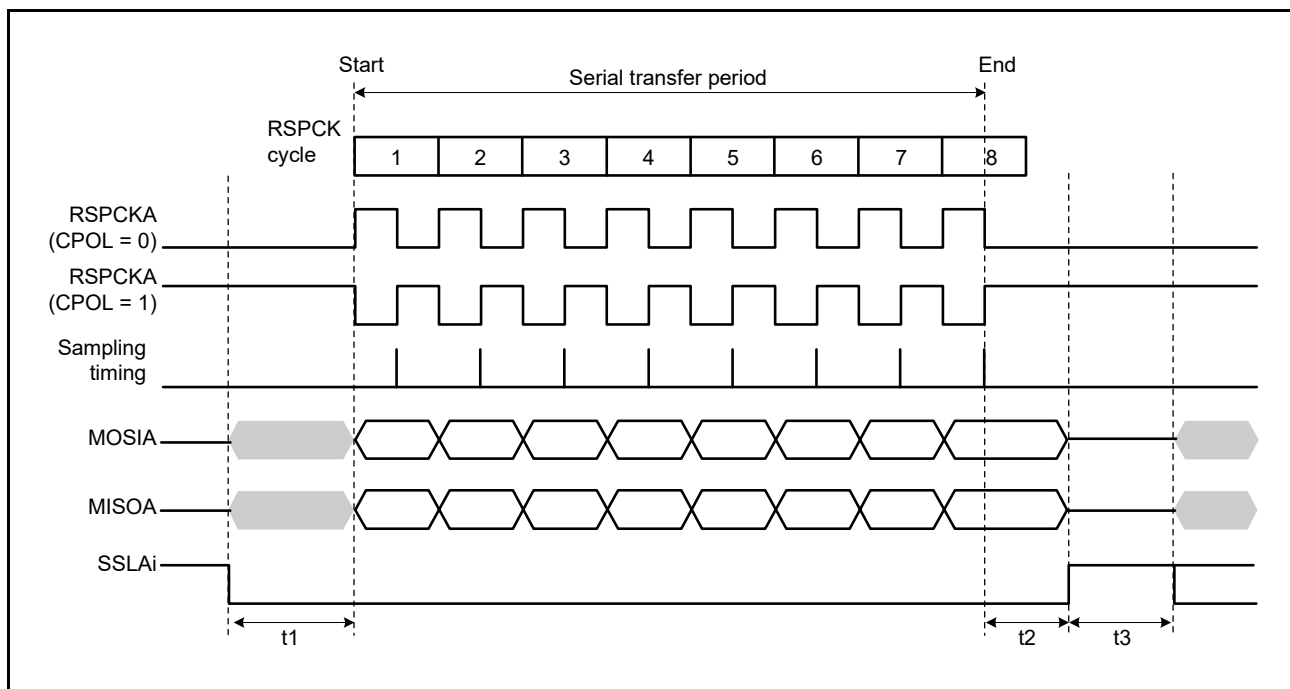 Start
End
Serial transfer period
RSPCK
cycle
1 2 3 4 5 6 7 8
RSPCKA
(CPOL = 0)
RSPCKA
(CPOL = 1)
Sampling
timing
MOSIA
MISOA
SSLAi
t1
t2
t3